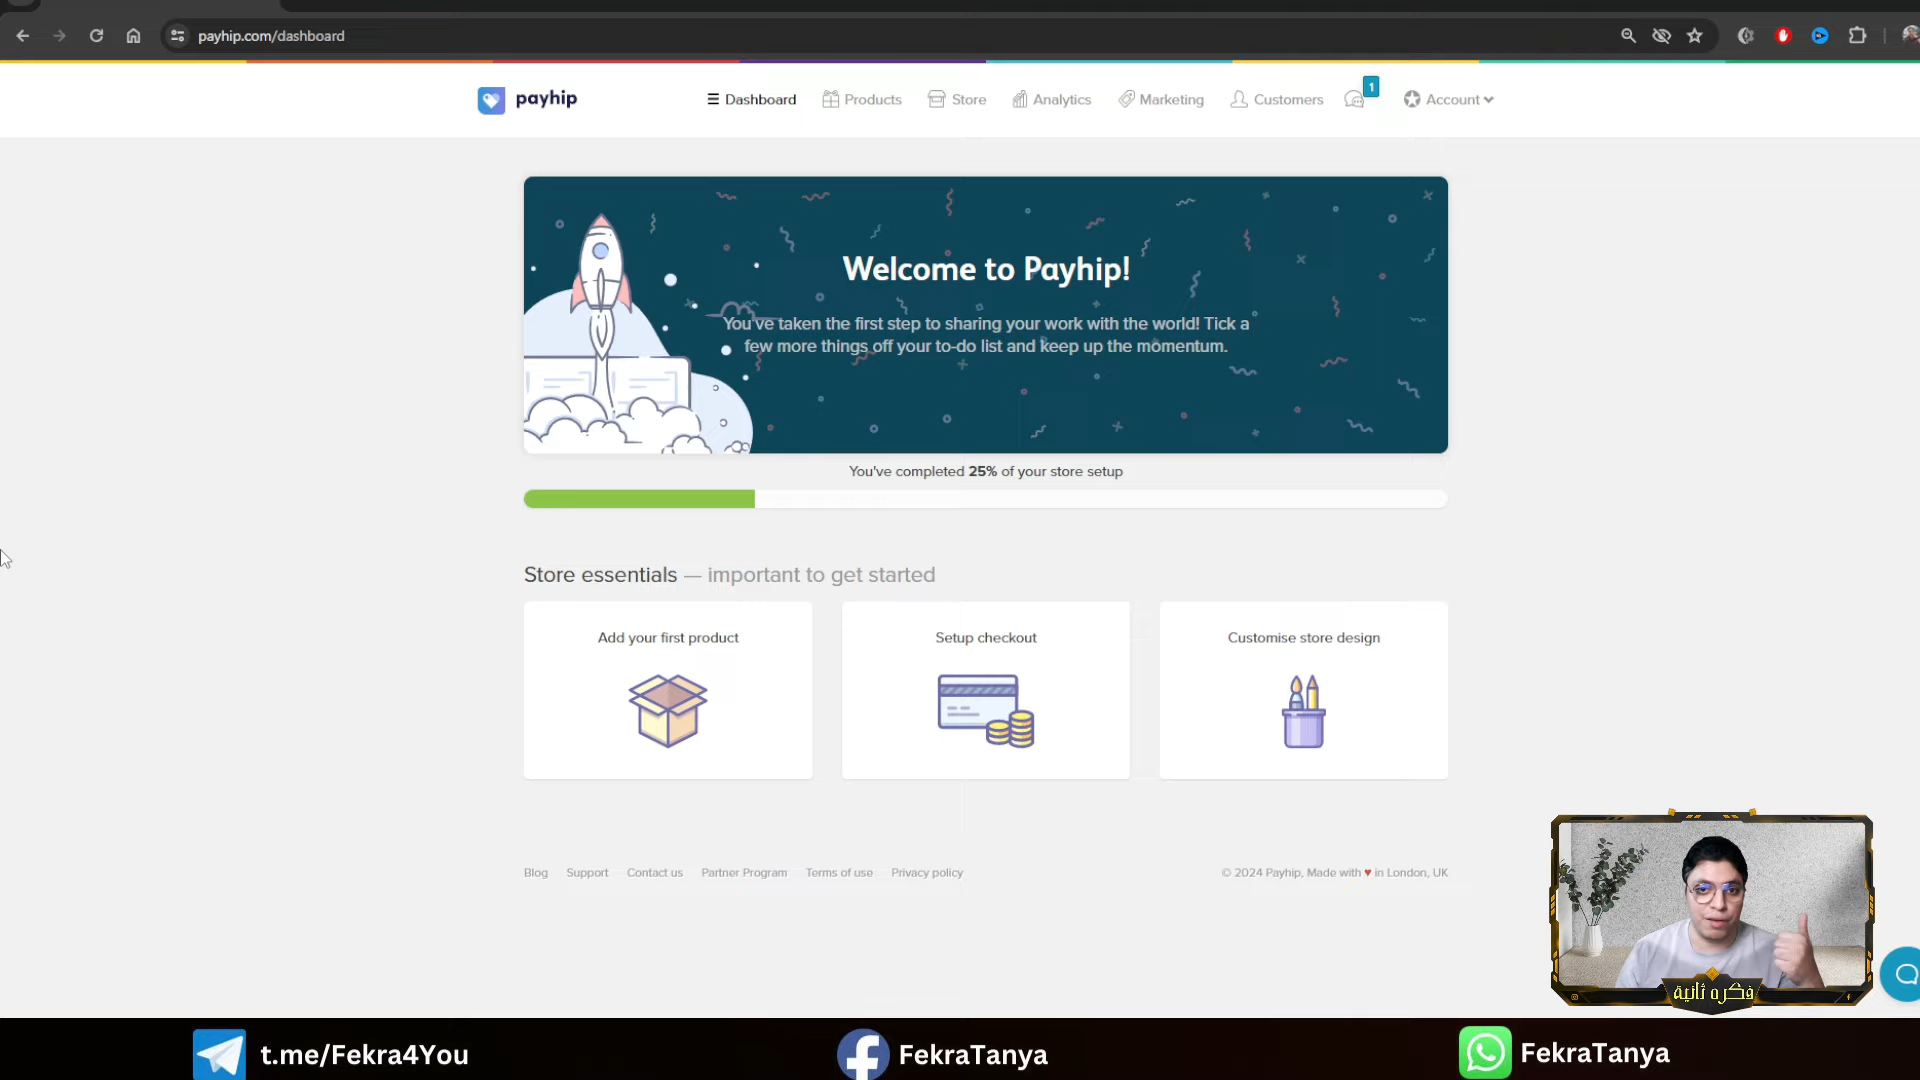 payhip.com/dashboard
payhip
Dashboard
Products
Store
Analytics
Marketing
Customers
1
Account
Welcome to Payhip!
You've taken the first step to sharing your work with the world! Tick a
few more things off your to-do list and keep up the momentum.
You've completed 25% of your store setup
Store essentials — important to get started
Add your first product
Setup checkout
Customise store design
Blog
Support
Contact us
Partner Program
Terms of use
Privacy policy
© 2024 Payhip, Made with ♥ in London, UK
فكره ثانية
t.me/Fekra4You
FekraTanya
FekraTanya